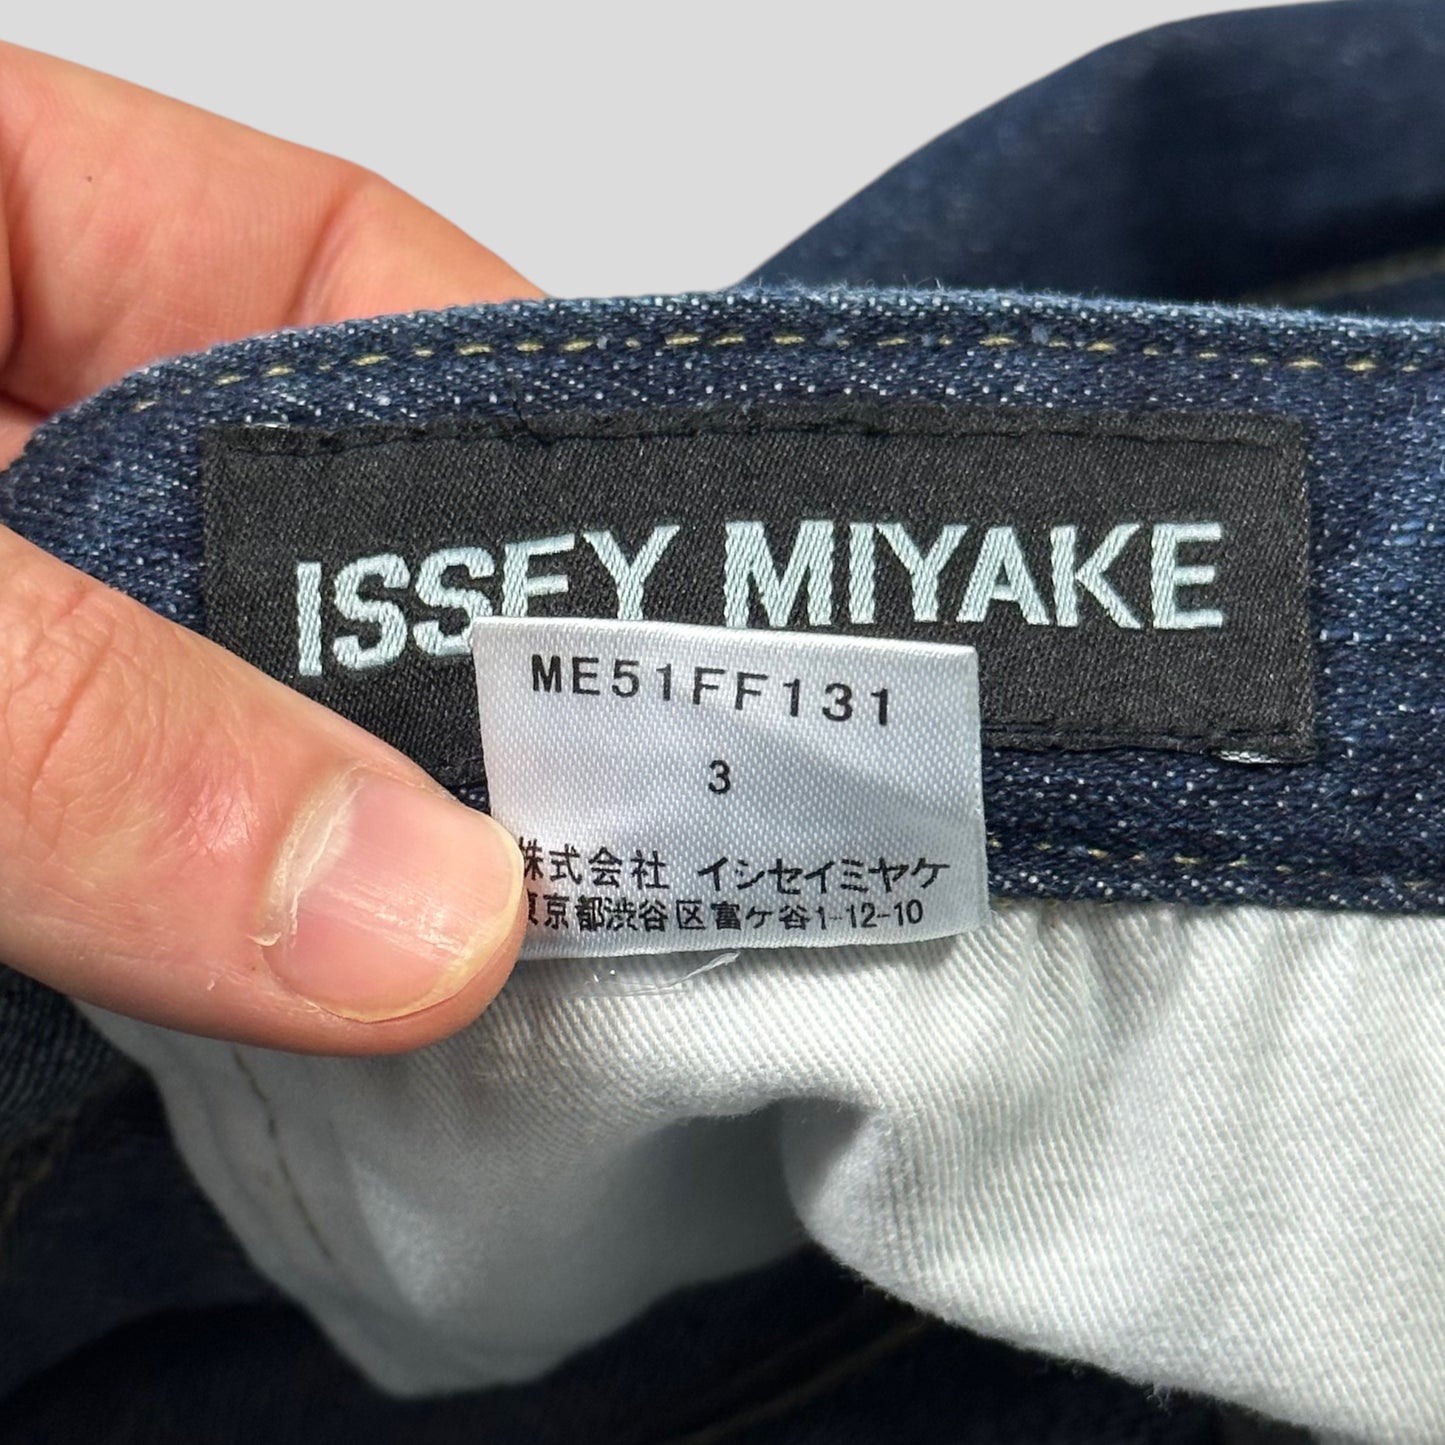 ISSEY MIYAKE
ME51FF131
3
株式会社 イシセイミヤケ
東京都渋谷区富ケ谷1-12-10